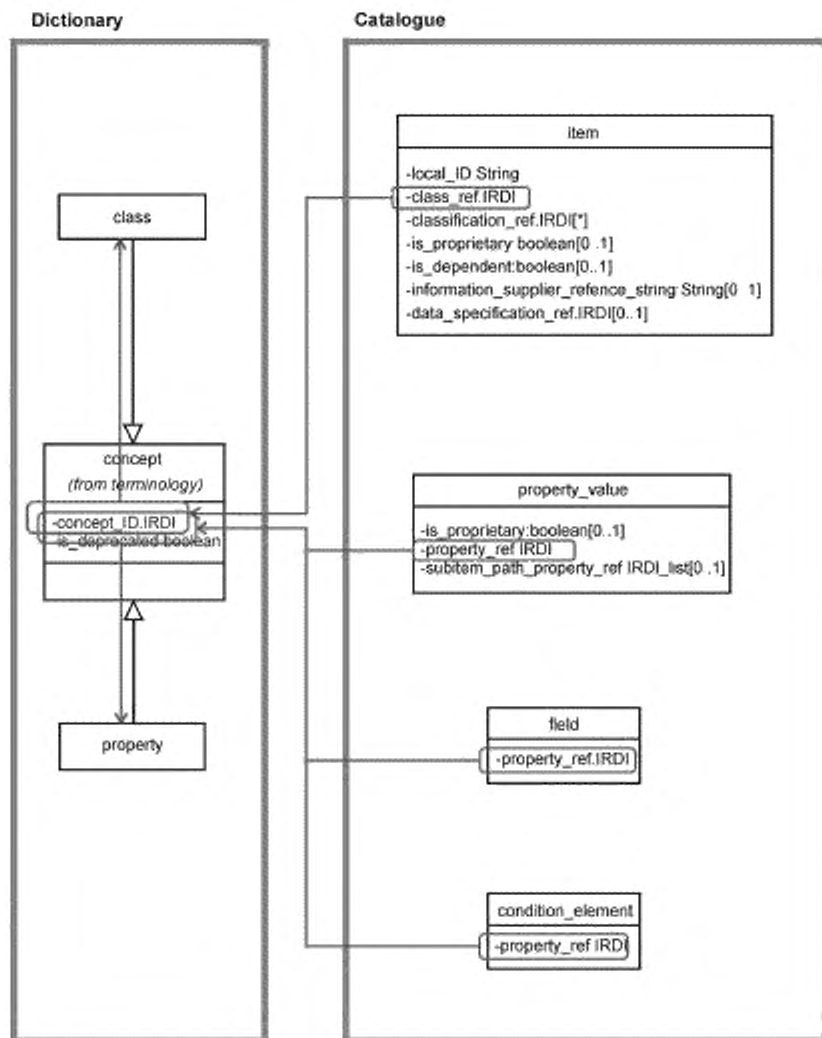 Dictionary
Catalogue
item
-local_ID String
-class_ref.IRDI
-classification_ref.IRDI[*]
-is_proprietary boolean[0 .1]
-is_dependent:boolean[0..1]
-information_supplier_refence_string String[0 1]
-data_specification_ref.IRDI[0..1]
class
concept
(from terminology)
-concept_ID.IRDI
-is_deprecated boolean
property_value
-is_proprietary:boolean[0..1]
-property_ref IRDI
-subitem_path_property_ref IRDI_list[0 .1]
property
field
-property_ref.IRDI
condition_element
-property_ref IRDI